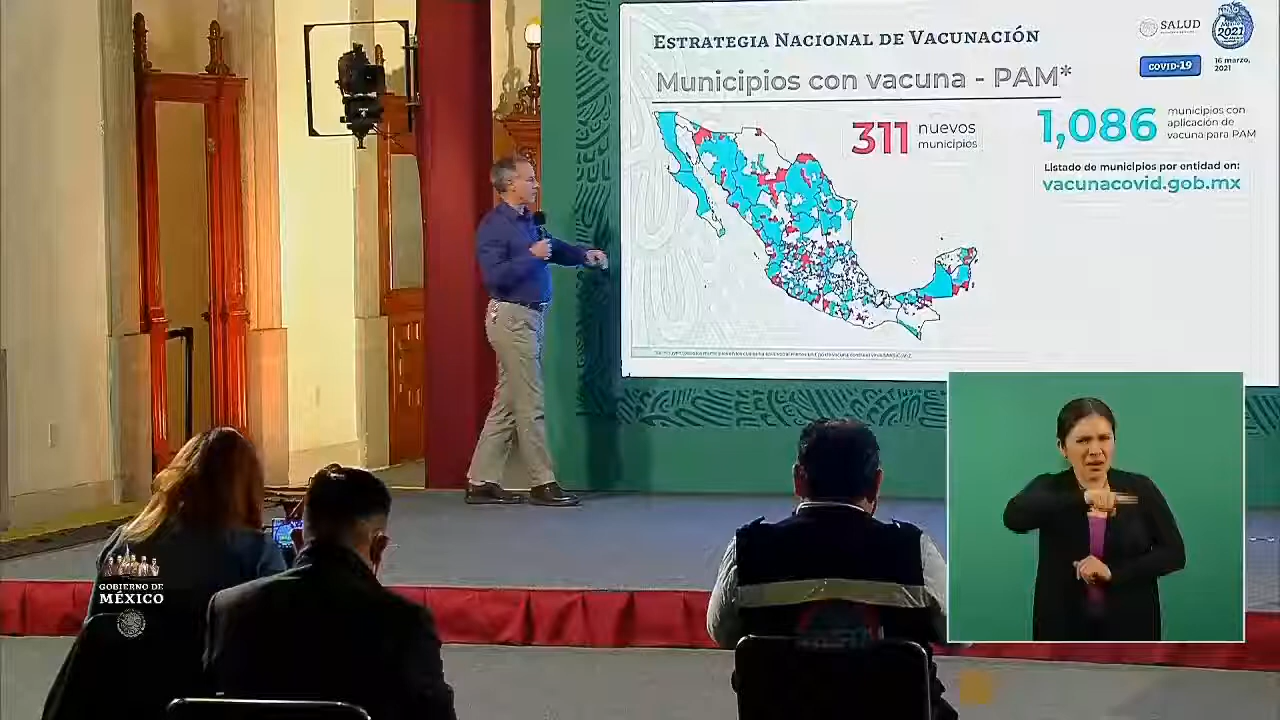 ESTRATEGIA NACIONAL DE VACUNACIÓN
SALUD
2021
COVID-19
16 marzo,
2021
Municipios con vacuna - PAM*
311 nuevos
municipios
1,086 municipios con
aplicación de
vacuna para PAM
Listado de municipios por entidad en:
vacunacovid.gob.mx
GOBIERNO DE
MÉXICO